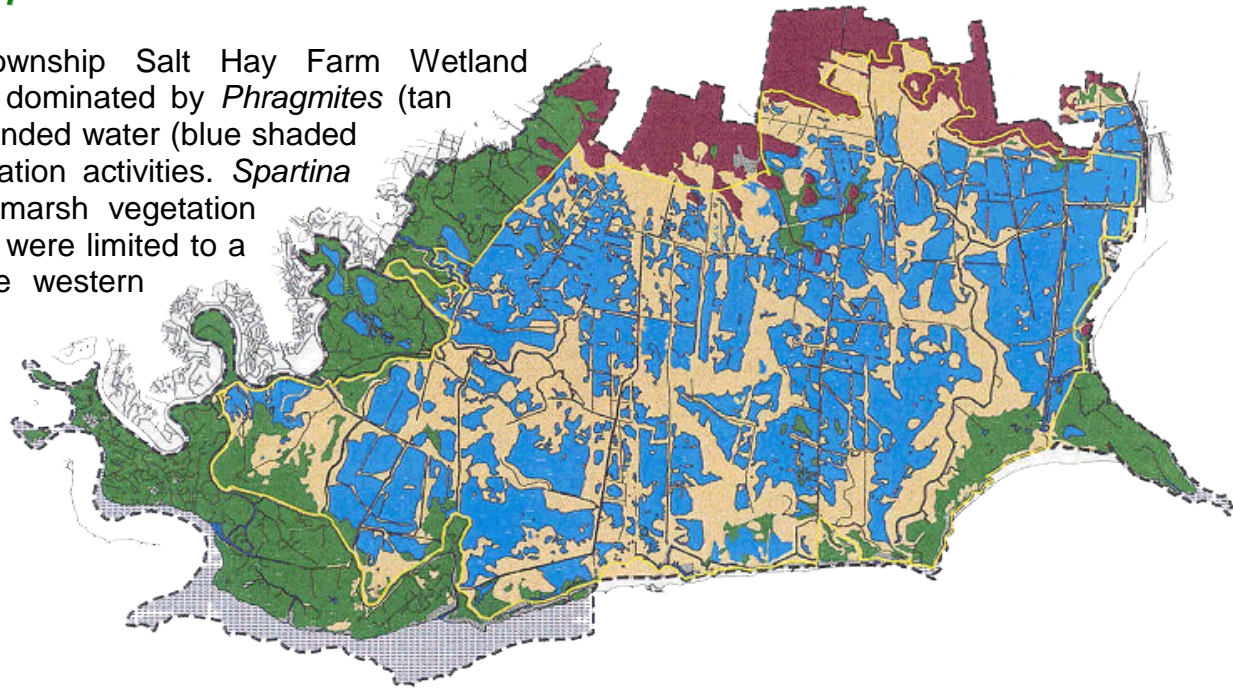 ownship Salt Hay Farm Wetland
dominated by Phragmites (tan
nded water (blue shaded
ation activities. Spartina
marsh vegetation
were limited to a
e western